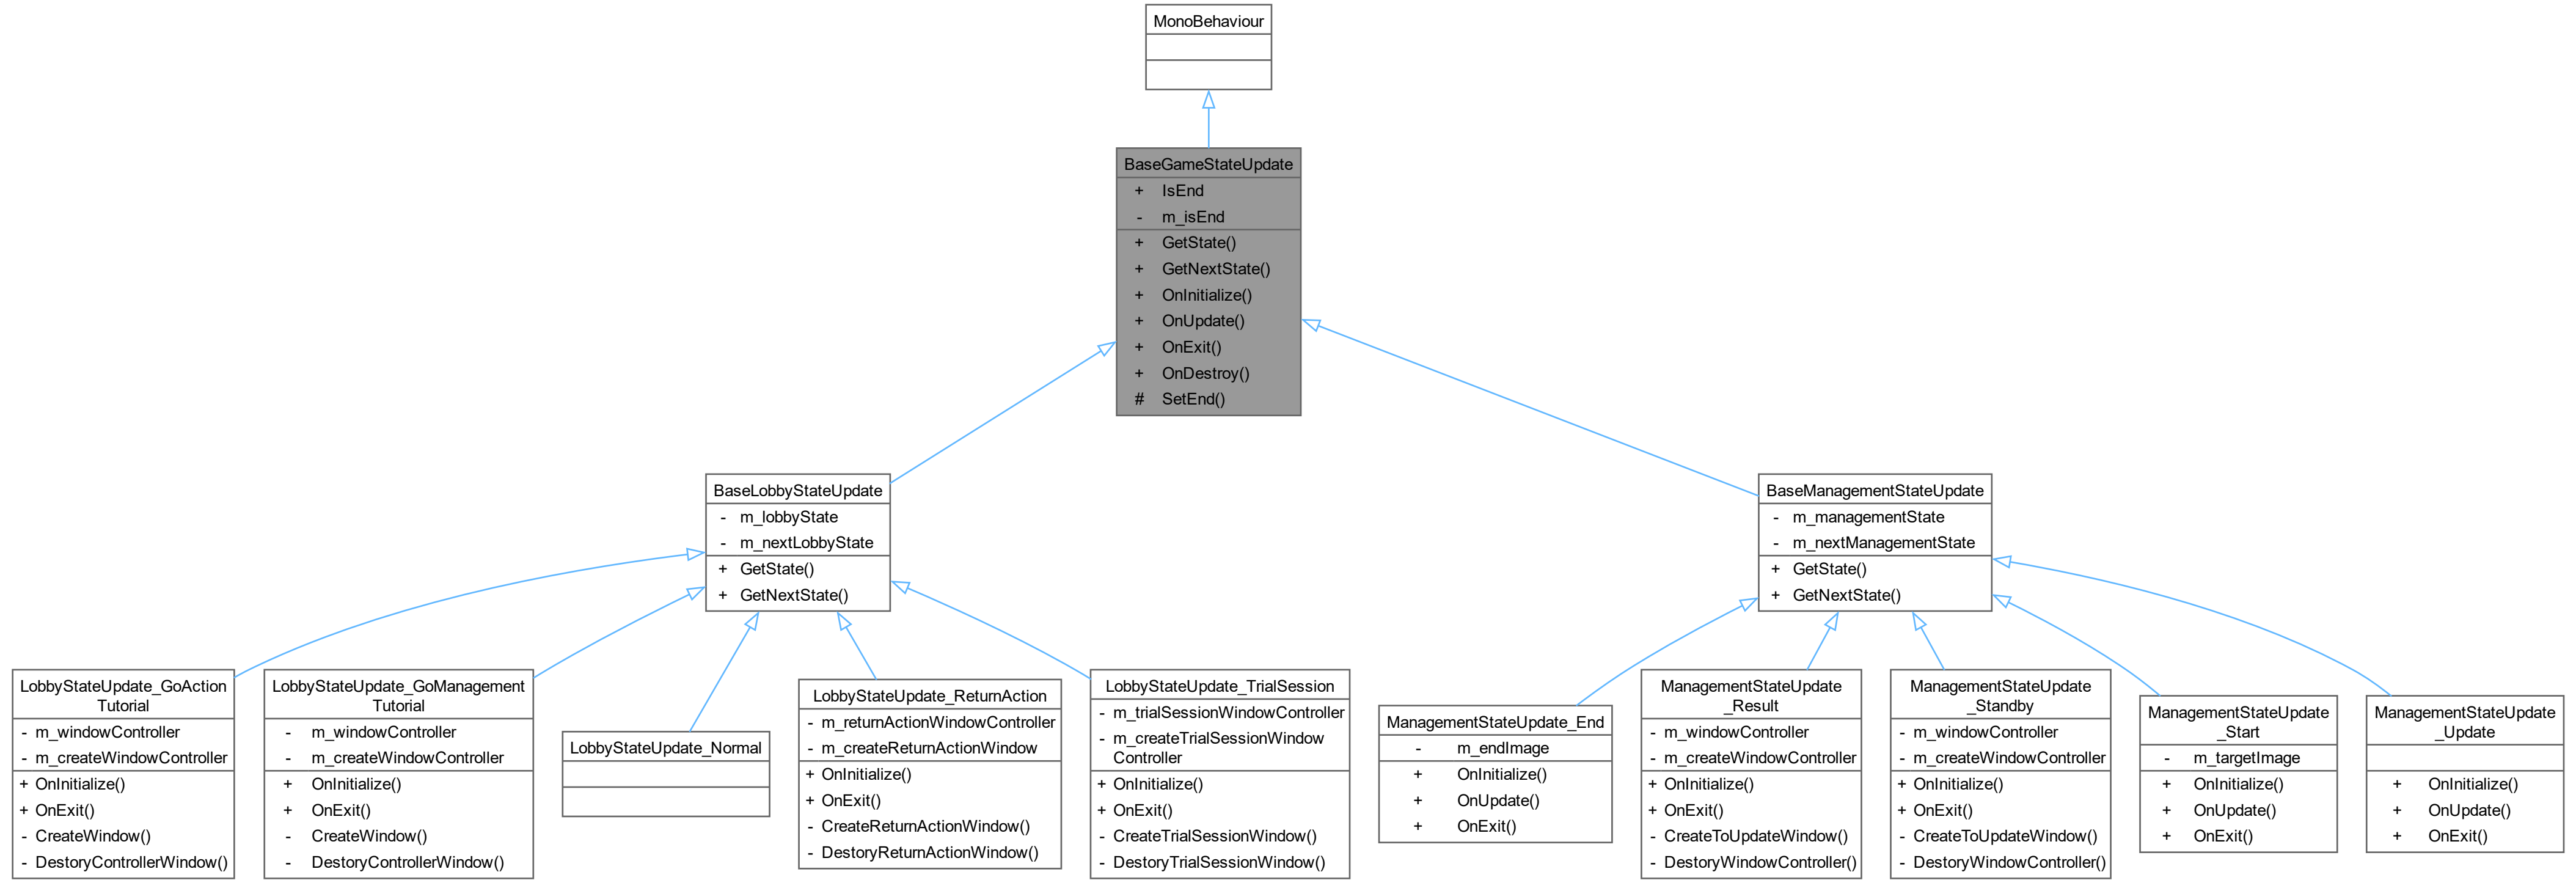 MonoBehaviour
BaseGameStateUpdate
+ IsEnd
- m_isEnd
+ GetState()
+ GetNextState()
+ OnInitialize()
+ OnUpdate()
+ OnExit()
+ OnDestroy()
# SetEnd()
BaseLobbyStateUpdate
- m_lobbyState
- m_nextLobbyState
+ GetState()
+ GetNextState()
BaseManagementStateUpdate
- m_managementState
- m_nextManagementState
+ GetState()
+ GetNextState()
LobbyStateUpdate_GoAction
Tutorial
- m_windowController
- m_createWindowController
+ OnInitialize()
+ OnExit()
- CreateWindow()
- DestoryControllerWindow()
LobbyStateUpdate_GoManagement
Tutorial
- m_windowController
- m_createWindowController
+ OnInitialize()
+ OnExit()
- CreateWindow()
- DestoryControllerWindow()
LobbyStateUpdate_Normal
LobbyStateUpdate_ReturnAction
- m_returnActionWindowController
- m_createReturnActionWindow
+ OnInitialize()
+ OnExit()
- CreateReturnActionWindow()
- DestoryReturnActionWindow()
LobbyStateUpdate_TrialSession
- m_trialSessionWindowController
- m_createTrialSessionWindow
Controller
+ OnInitialize()
+ OnExit()
- CreateTrialSessionWindow()
- DestoryTrialSessionWindow()
ManagementStateUpdate_End
- m_endImage
+ OnInitialize()
+ OnUpdate()
+ OnExit()
ManagementStateUpdate
_Result
- m_windowController
- m_createWindowController
+ OnInitialize()
+ OnExit()
- CreateToUpdateWindow()
- DestoryWindowController()
ManagementStateUpdate
_Standby
- m_windowController
- m_createWindowController
+ OnInitialize()
+ OnExit()
- CreateToUpdateWindow()
- DestoryWindowController()
ManagementStateUpdate
_Start
- m_targetImage
+ OnInitialize()
+ OnUpdate()
+ OnExit()
ManagementStateUpdate
_Update
+ OnInitialize()
+ OnUpdate()
+ OnExit()